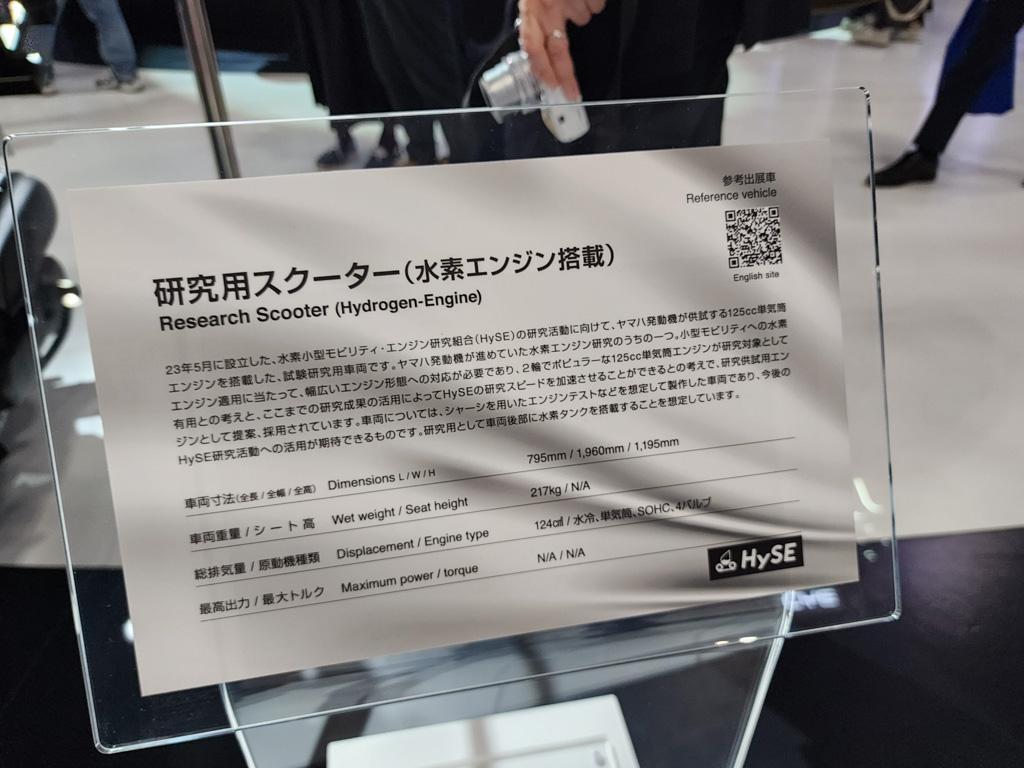 参考出展車
Reference vehicle
English site
研究用スクーター(水素エンジン搭載)
Research Scooter (Hydrogen-Engine)
23年5月に設立した、水素小型モビリティ・エンジン研究組合(HySE)の研究活動に向けて、ヤマハ発動機が供試する125cc単気筒
エンジンを搭載した、試験研究用車両です。ヤマハ発動機が進めていた水素エンジン研究のうちの一つ。小型モビリティへの水素
エンジン適用に当たって、幅広いエンジン形態への対応が必要であり、2輪でポピュラーな125cc単気筒エンジンが研究対象として
有用との考えと、ここまでの研究成果の活用によってHySEの研究スピードを加速させることができるとの考えで、研究供試用エン
ジンとして提案、採用されています。車両については、シャーシを用いたエンジンテストなどを想定して製作した車両であり、今後の
HySE研究活動への活用が期待できるものです。研究用として車両後部に水素タンクを搭載することを想定しています。
車両寸法(全長/全幅/全高) Dimensions L / W / H 795mm / 1,960mm / 1,195mm
車両重量/シート高 Wet weight / Seat height 217kg / N/A
総排気量/原動機種類 Displacement / Engine type 124㎤/水冷、単気筒、SOHC、4バルブ
最高出力/最大トルク Maximum power / torque N/A / N/A
HySE